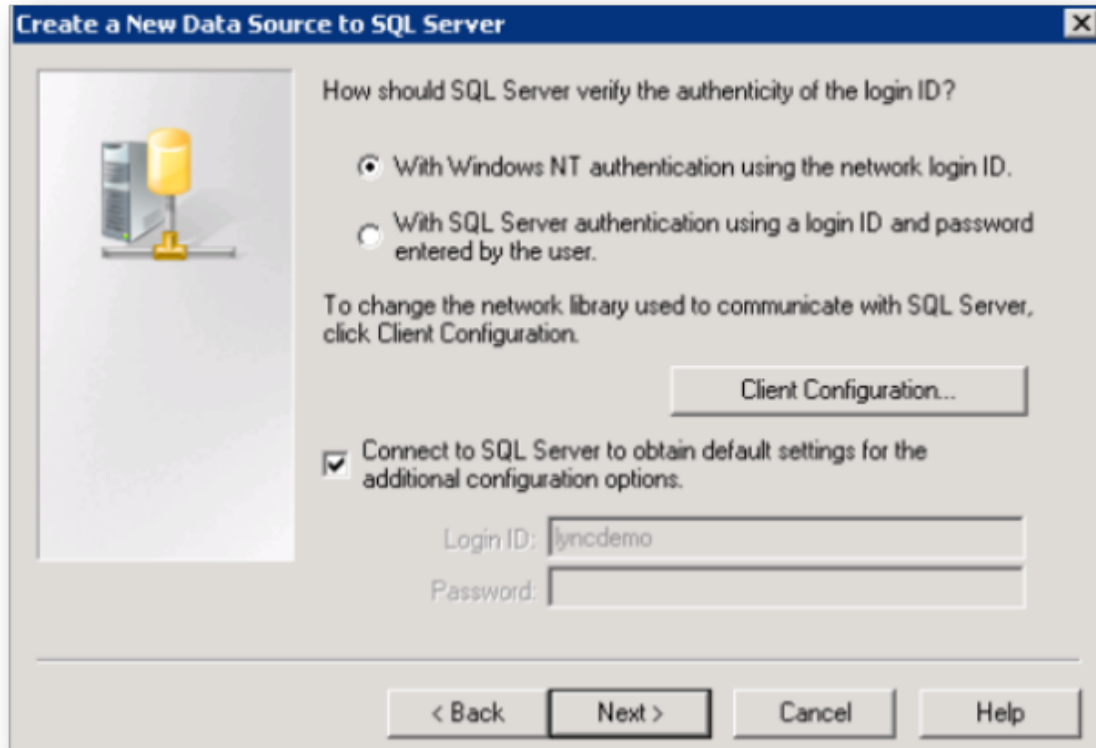 Create a New Data Source to SQL Server
How should SQL Server verify the authenticity of the login ID?
With Windows NT authentication using the network login ID.
With SQL Server authentication using a login ID and password
entered by the user.
To change the network library used to communicate with SQL Server,
click Client Configuration.
Client Configuration...
Connect to SQL Server to obtain default settings for the
additional configuration options.
Login ID: lyncdemo
Password:
< Back Next > Cancel Help